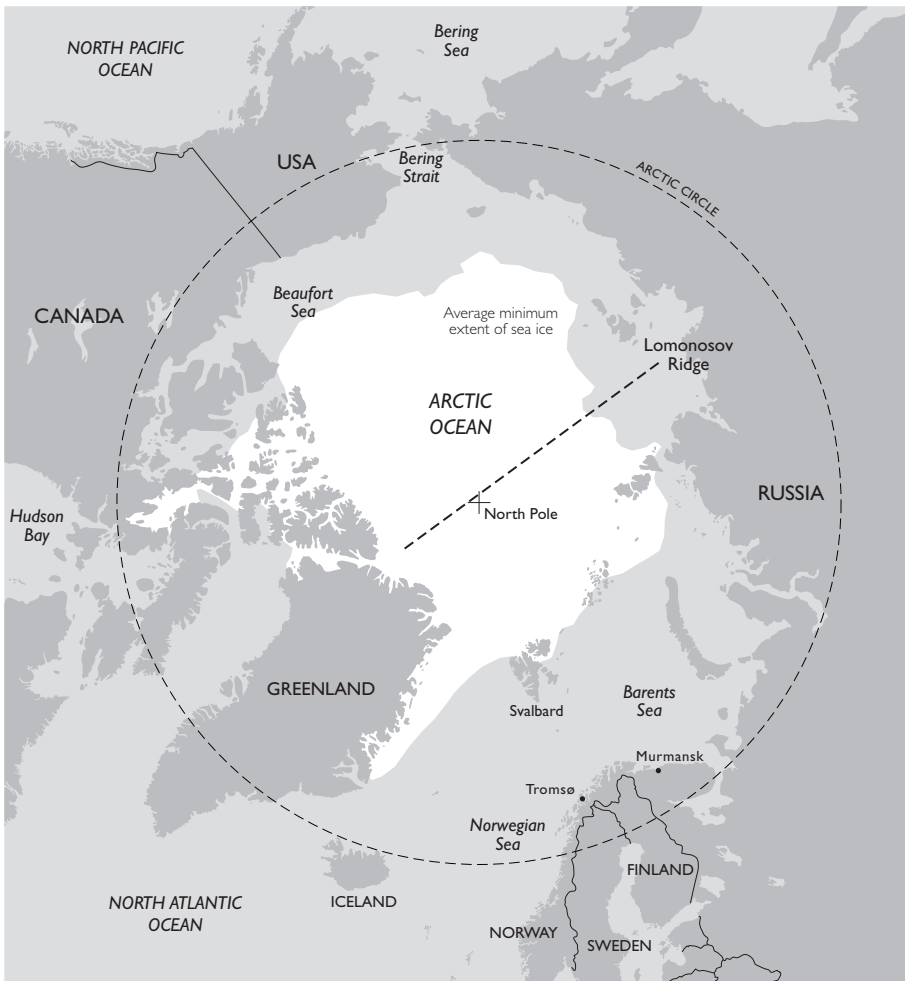 NORTH PACIFIC
OCEAN
Bering
Sea
USA
Bering
Strait
ARCTIC CIRCLE
CANADA
Beaufort
Sea
Average minimum
extent of sea ice
Lomonosov
Ridge
ARCTIC
OCEAN
RUSSIA
Hudson
Bay
North Pole
GREENLAND
Svalbard
Barents
Sea
Murmansk
Tromsø
Norwegian
Sea
FINLAND
ICELAND
NORTH ATLANTIC
OCEAN
NORWAY
SWEDEN